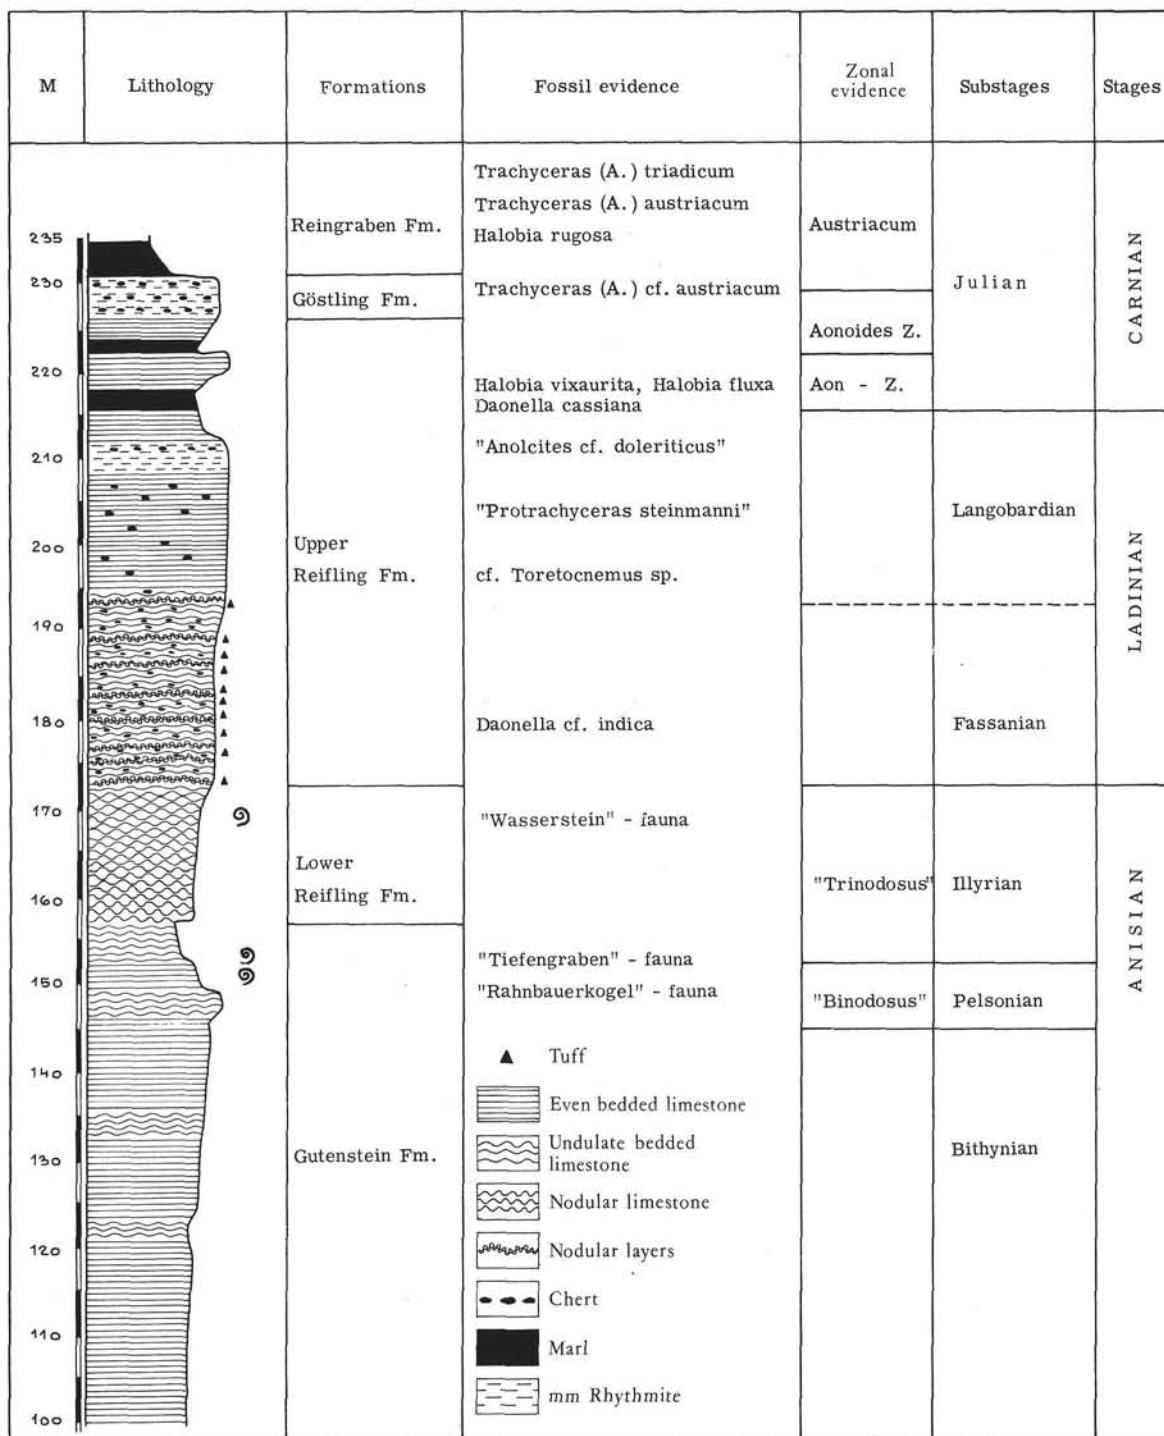 M
Lithology
Formations
Fossil evidence
Zonal
evidence
Substages
Stages
235
230
220
210
200
190
180
170
160
150
140
130
120
110
100
Reingraben Fm.
Göstling Fm.
Upper
Reifling Fm.
Lower
Reifling Fm.
Gutenstein Fm.
Trachyceras (A.) triadicum
Trachyceras (A.) austriacum
Halobia rugosa
Trachyceras (A.) cf. austriacum
Halobia vixaurita, Halobia fluxa
Daonella cassiana
"Anolcites cf. doleriticus"
"Protrachyceras steinmanni"
cf. Toretocnemus sp.
Daonella cf. indica
"Wasserstein" - fauna
"Tiefengraben" - fauna
"Rahnbauerkogel" - fauna
Tuff
Even bedded limestone
Undulate bedded
limestone
Nodular limestone
Nodular layers
Chert
Marl
mm Rhythmite
Austriacum
Aonoides Z.
Aon - Z.
"Trinodosus"
"Binodosus"
Julian
Langobardian
Fassanian
Illyrian
Pelsonian
Bithynian
CARNIAN
LADINIAN
ANISIAN